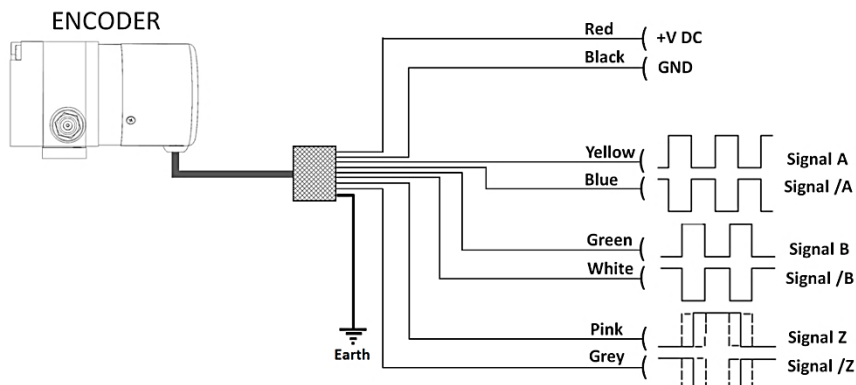 ENCODER
Red +V DC
Black GND
Yellow Signal A
Blue Signal /A
Green Signal B
White Signal /B
Pink Signal Z
Earth
Grey Signal /Z